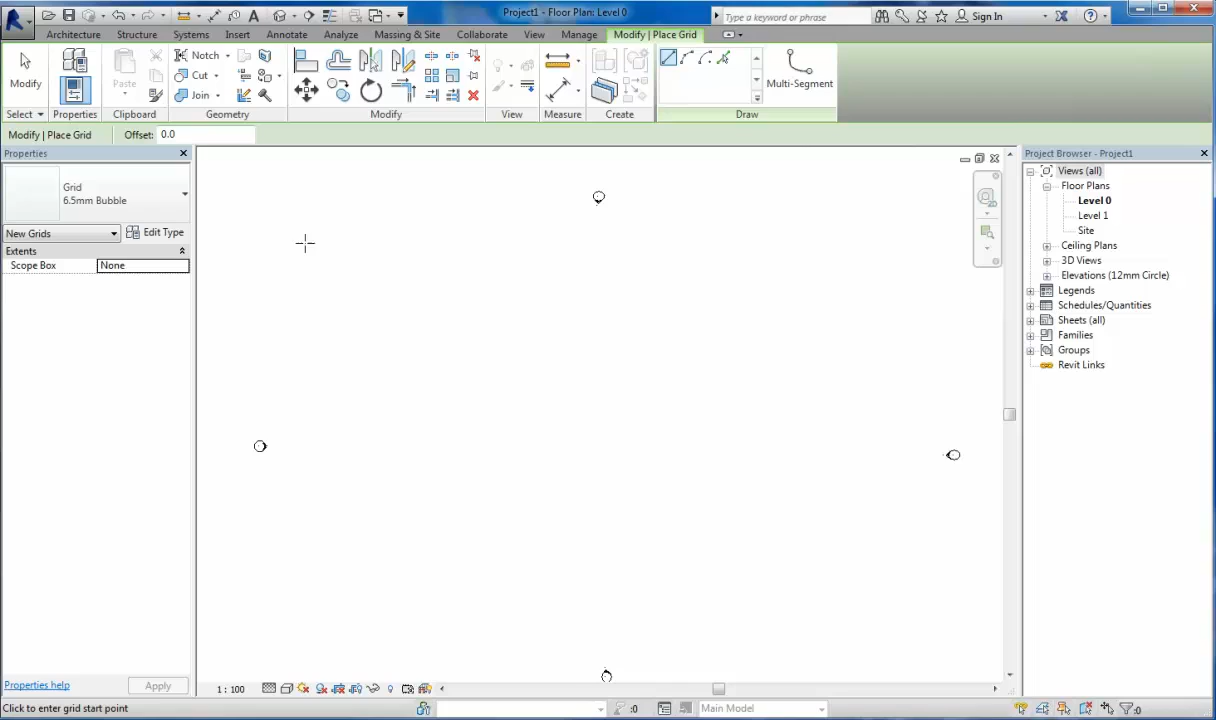 Project1 - Floor Plan: Level 0
Type a keyword or phrase
Sign In
Architecture Structure Systems Insert Annotate Analyze Massing & Site Collaborate View Manage Modify | Place Grid
Modify
Paste
Notch
Cut
Join
Multi-Segment
Select Properties Clipboard Geometry Modify View Measure Create Draw
Modify | Place Grid Offset: 0.0
Properties
Grid
6.5mm Bubble
New Grids Edit Type
Extents
Scope Box None
Properties help Apply
2D
1 : 100
Project Browser - Project1
Views (all)
Floor Plans
Level 0
Level 1
Site
Ceiling Plans
3D Views
Elevations (12mm Circle)
Legends
Schedules/Quantities
Sheets (all)
Families
Groups
Revit Links
Click to enter grid start point :0 Main Model :0